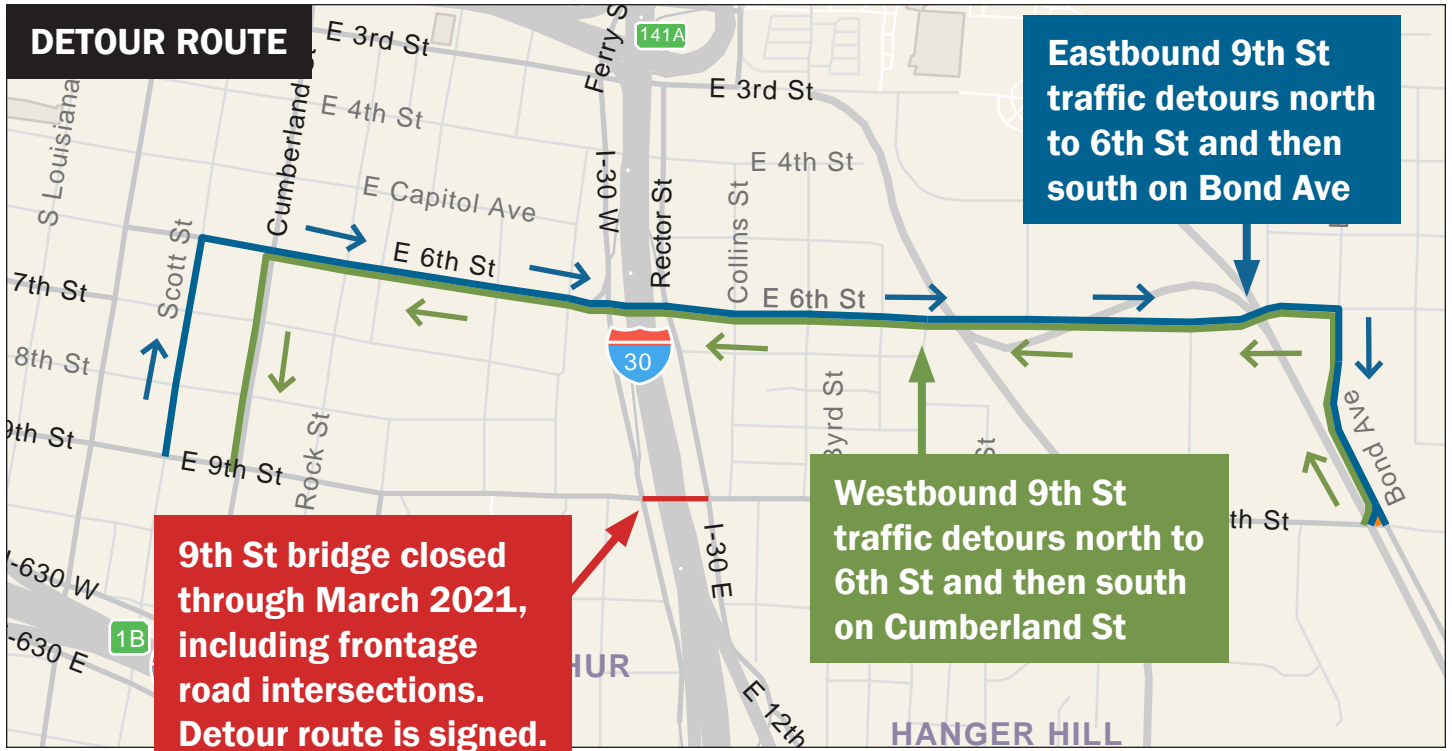 DETOUR ROUTE
E 3rd St
Ferry S
141A
E 3rd St
Eastbound 9th St
traffic detours north
to 6th St and then
south on Bond Ave
S Louisiana
Cumberland
E 4th St
I-30 W
E 4th St
E Capitol Ave
Rector St
Collins St
Scott St
E 6th St
E 6th St
7th St
8th St
30
Byrd St
St
Bond Ave
9th St
E 9th St
Rock St
th St
Westbound 9th St
traffic detours north to
6th St and then south
on Cumberland St
9th St bridge closed
through March 2021,
including frontage
road intersections.
Detour route is signed.
I-30 E
I-630 W
1B
-630 E
HUR
E 12th
HANGER HILL